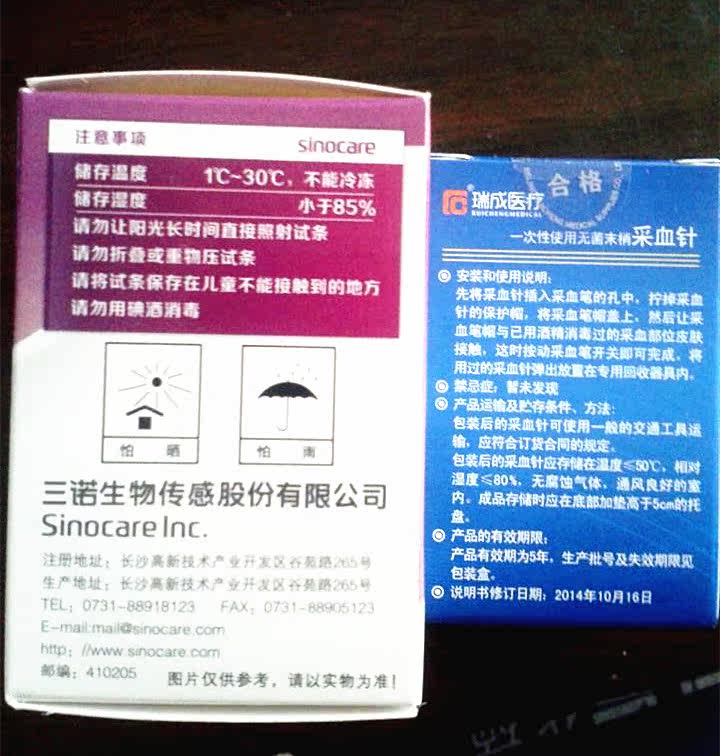 注意事项 sinocare
储存温度 1℃~30℃，不能冷冻
储存湿度 小于85%
请勿让阳光长时间直接照射试条
请勿折叠或重物压试条
请将试条保存在儿童不能接触到的地方
请勿用碘酒消毒
怕晒 怕雨
三诺生物传感股份有限公司
Sinocare Inc.
注册地址：长沙高新技术产业开发区谷苑路265号
生产地址：长沙高新技术产业开发区谷苑路265号
TEL：0731-88918123 FAX：0731-88905123
E-mail:mail@sinocare.com
http：//www.sinocare.com
邮编：410205
图片仅供参考，请以实物为准！
合格
瑞成医疗
RUICHENGMEDICAL
一次性使用无菌末梢采血针
安装和使用说明：
先将采血针插入采血笔的孔中，拧掉采血
针的保护帽，将采血笔帽盖上，然后让采
血笔帽与已用酒精消毒过的采血部位皮肤
接触，这时按动采血笔开关即可完成，将
用过的采血针弹出放置在专用回收器具内。
禁忌症：暂未发现
产品运输及贮存条件、方法：
包装后的采血针可使用一般的交通工具运
输，应符合订货合同的规定。
包装后的采血针应存储在温度≤50℃，相对
湿度≤80%，无腐蚀气体，通风良好的室
内。成品存储时应在底部加垫高于5cm的托
盘。
产品的有效期限：
产品有效期为5年，生产批号及失效期限见
包装盒。
说明书修订日期：2014年10月16日